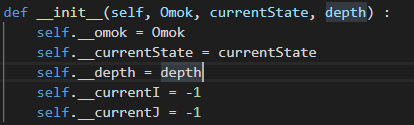 def __init__(self, Omok, currentState, depth) :
    self.__omok = Omok
    self.__currentState = currentState
    self.__depth = depth
    self.__currentI = -1
    self.__currentJ = -1